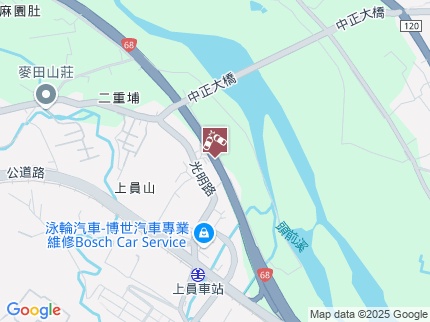 麻園肚
中正大橋
120
68
麥田山莊
二重埔
中正大橋
公道路
光明路
上員山
泳輪汽車-博世汽車專業
維修Bosch Car Service
頭前溪
上員車站
68
Google
Map data ©2025 Google